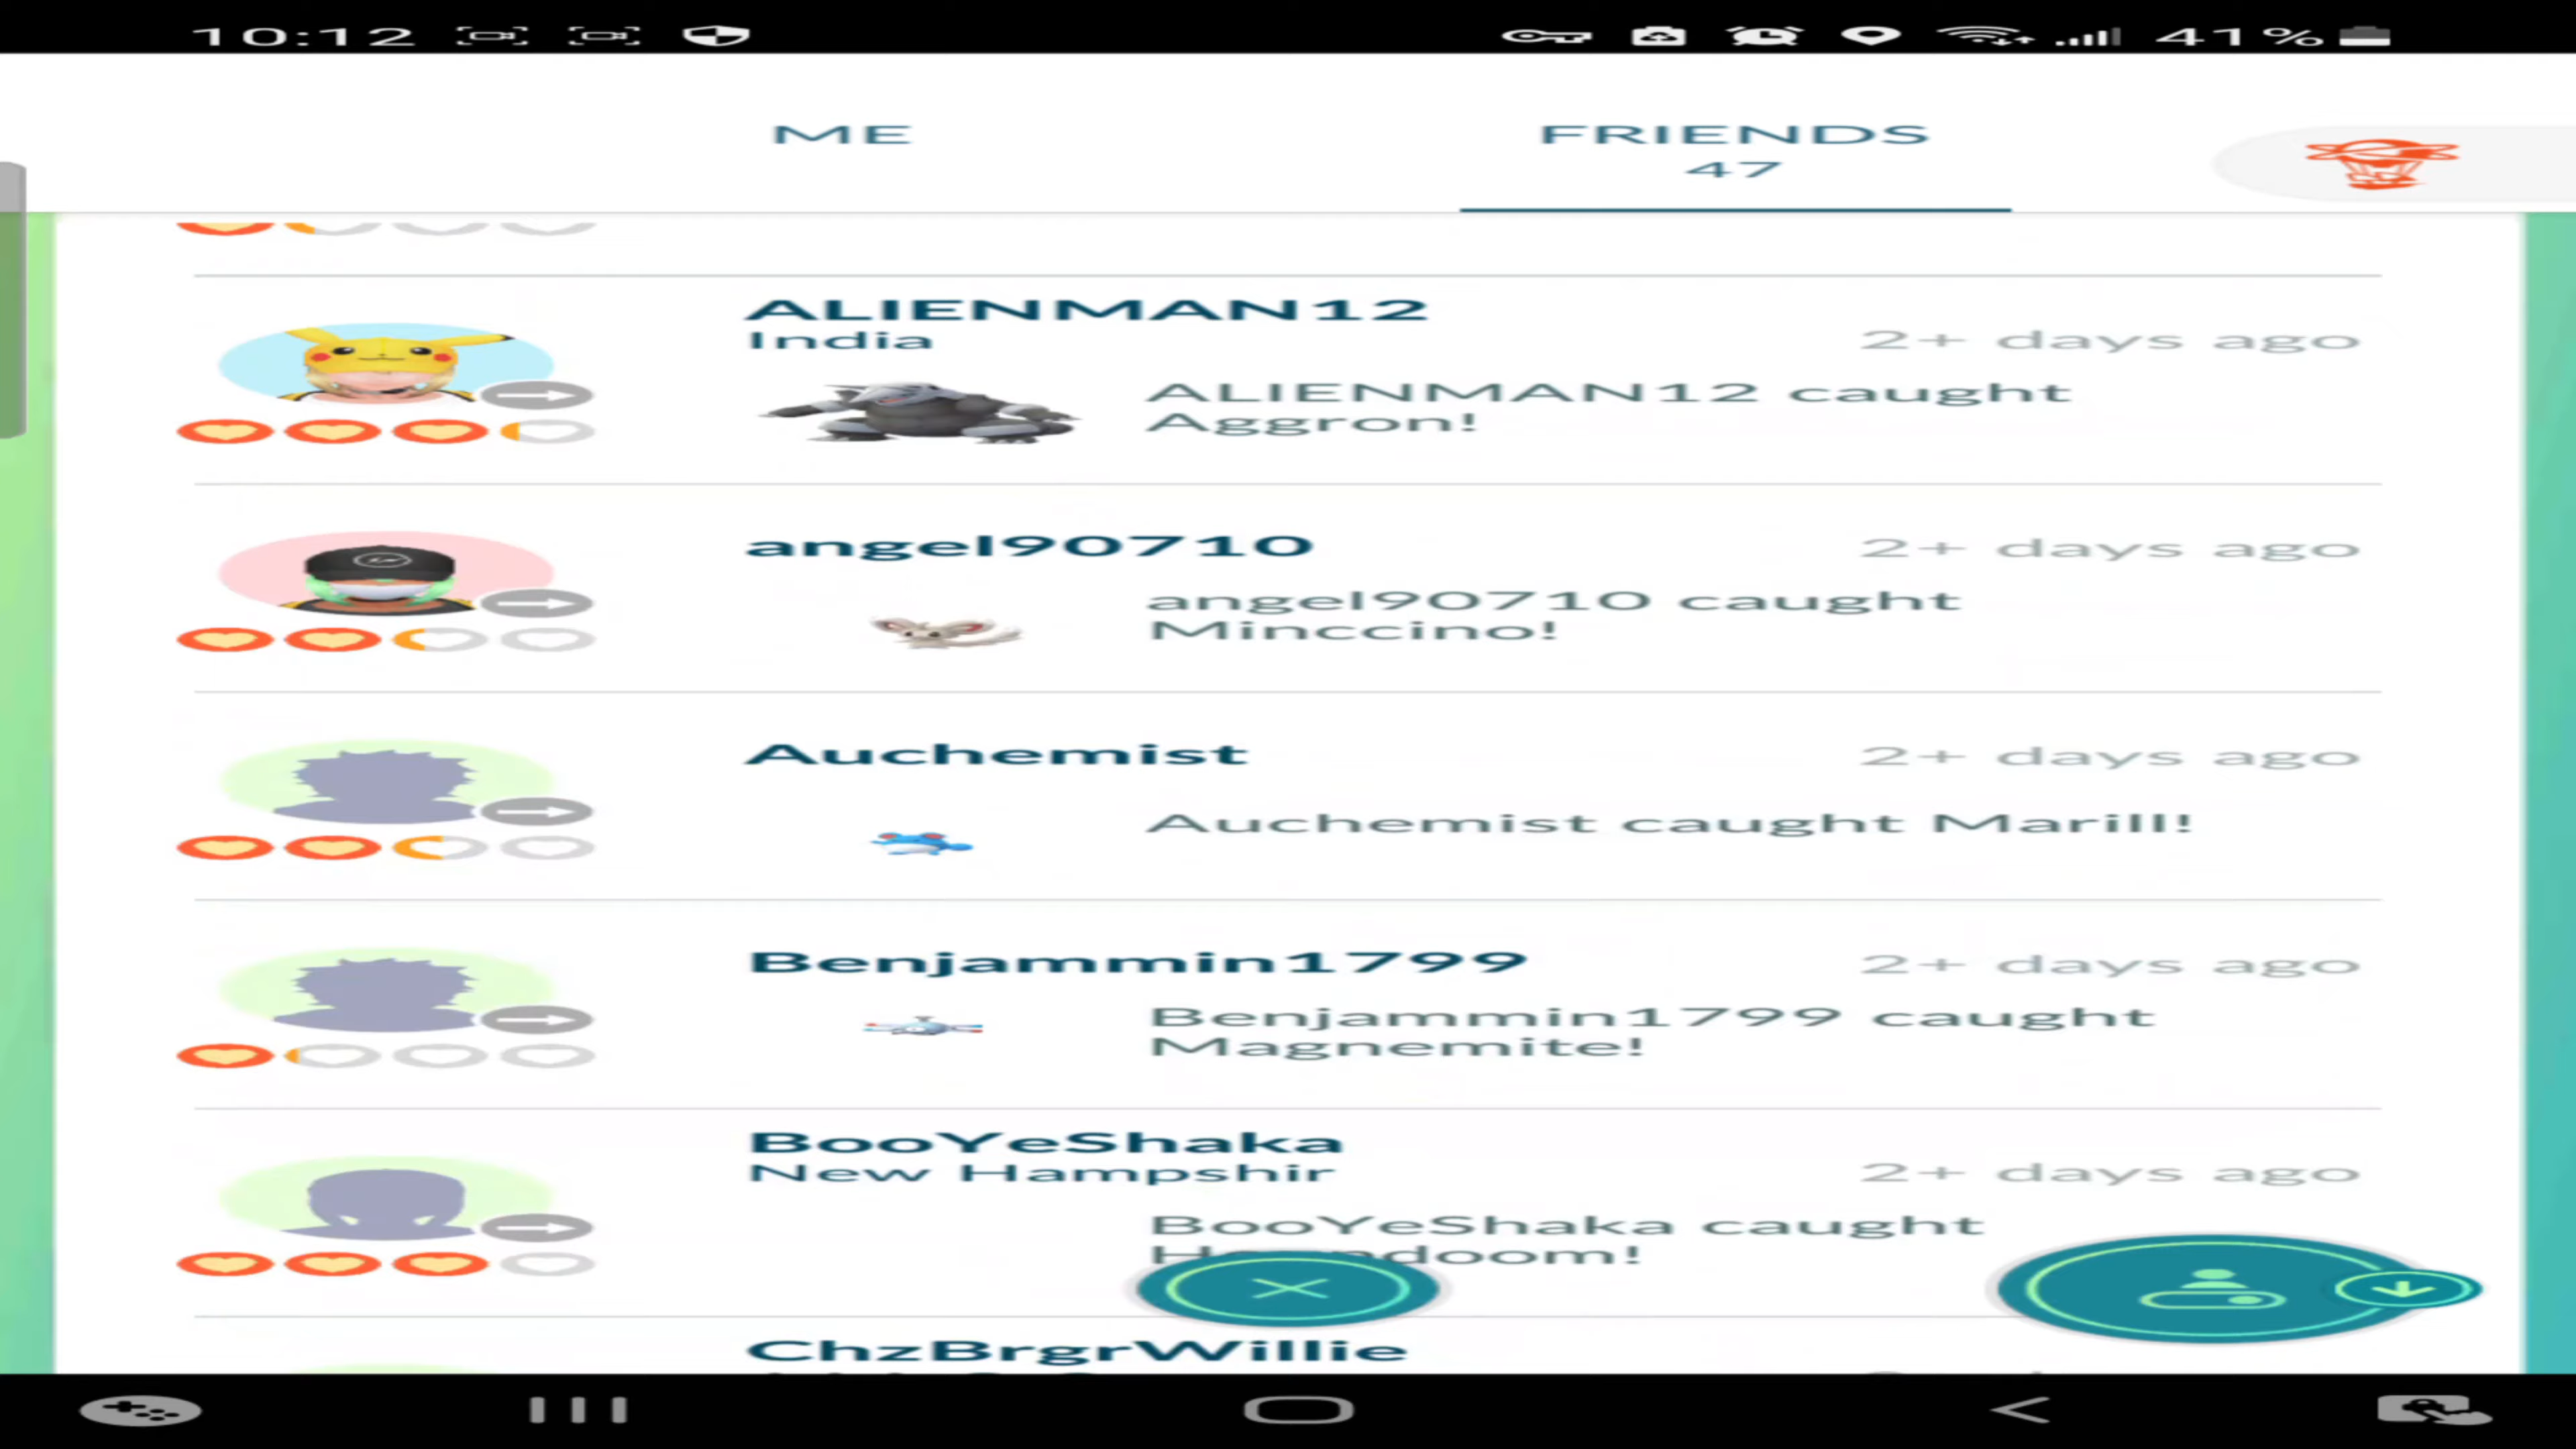 10:12
41%
ME
FRIENDS
47
ALIENMAN12
India
2+ days ago
ALIENMAN12 caught
Aggron!
angel90710
2+ days ago
angel90710 caught
Minccino!
Auchemist
2+ days ago
Auchemist caught Marill!
Benjammin1799
2+ days ago
Benjammin1799 caught
Magnemite!
BooYeShaka
New Hampshir
2+ days ago
BooYeShaka caught
ChzBrgrWillie